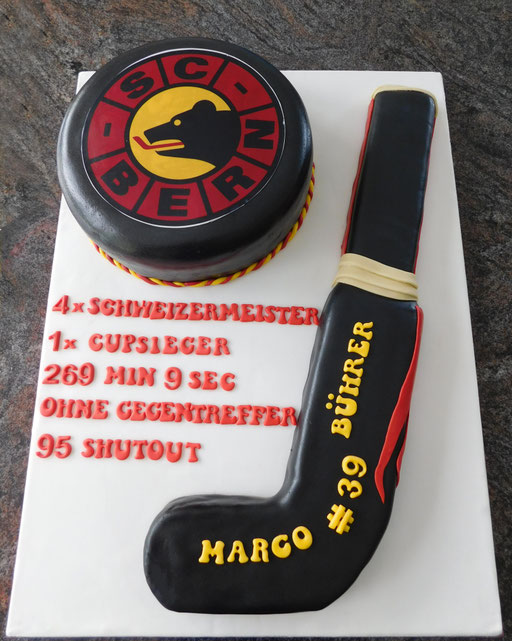 SC
BERN
4x SCHWEIZERMEISTER
1x CUPSIEGER
269 MIN 9 SEC
OHNE GEGENTREFFER
95 SHUTOUT
MARCO #39 BÜHRER